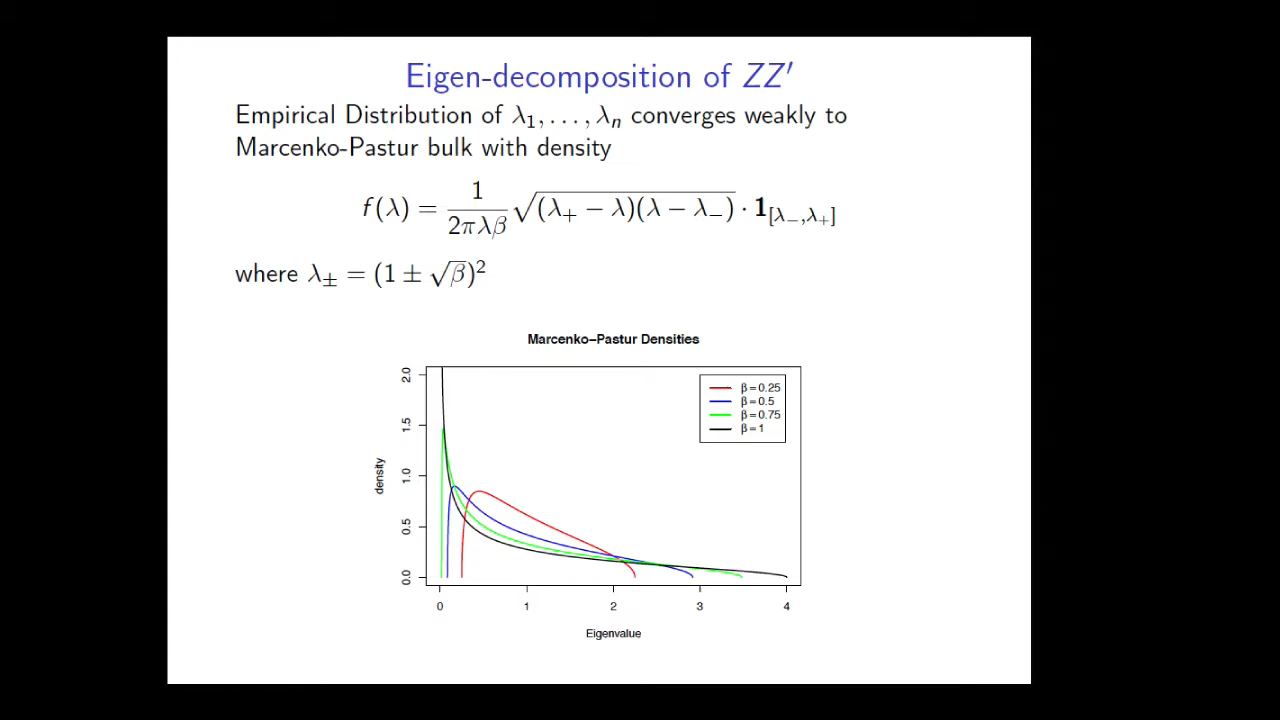 Eigen-decomposition of ZZ′
Empirical Distribution of λ₁, . . . , λₙ converges weakly to
Marcenko-Pastur bulk with density
f(λ) = 1/(2πλβ) √((λ₊ − λ)(λ − λ₋)) · 𝟏[λ₋,λ₊]
where λ± = (1 ± √β)²
Marcenko−Pastur Densities
β = 0.25
β = 0.5
β = 0.75
β = 1
density
2.0
1.5
1.0
0.5
0.0
0 1 2 3 4
Eigenvalue